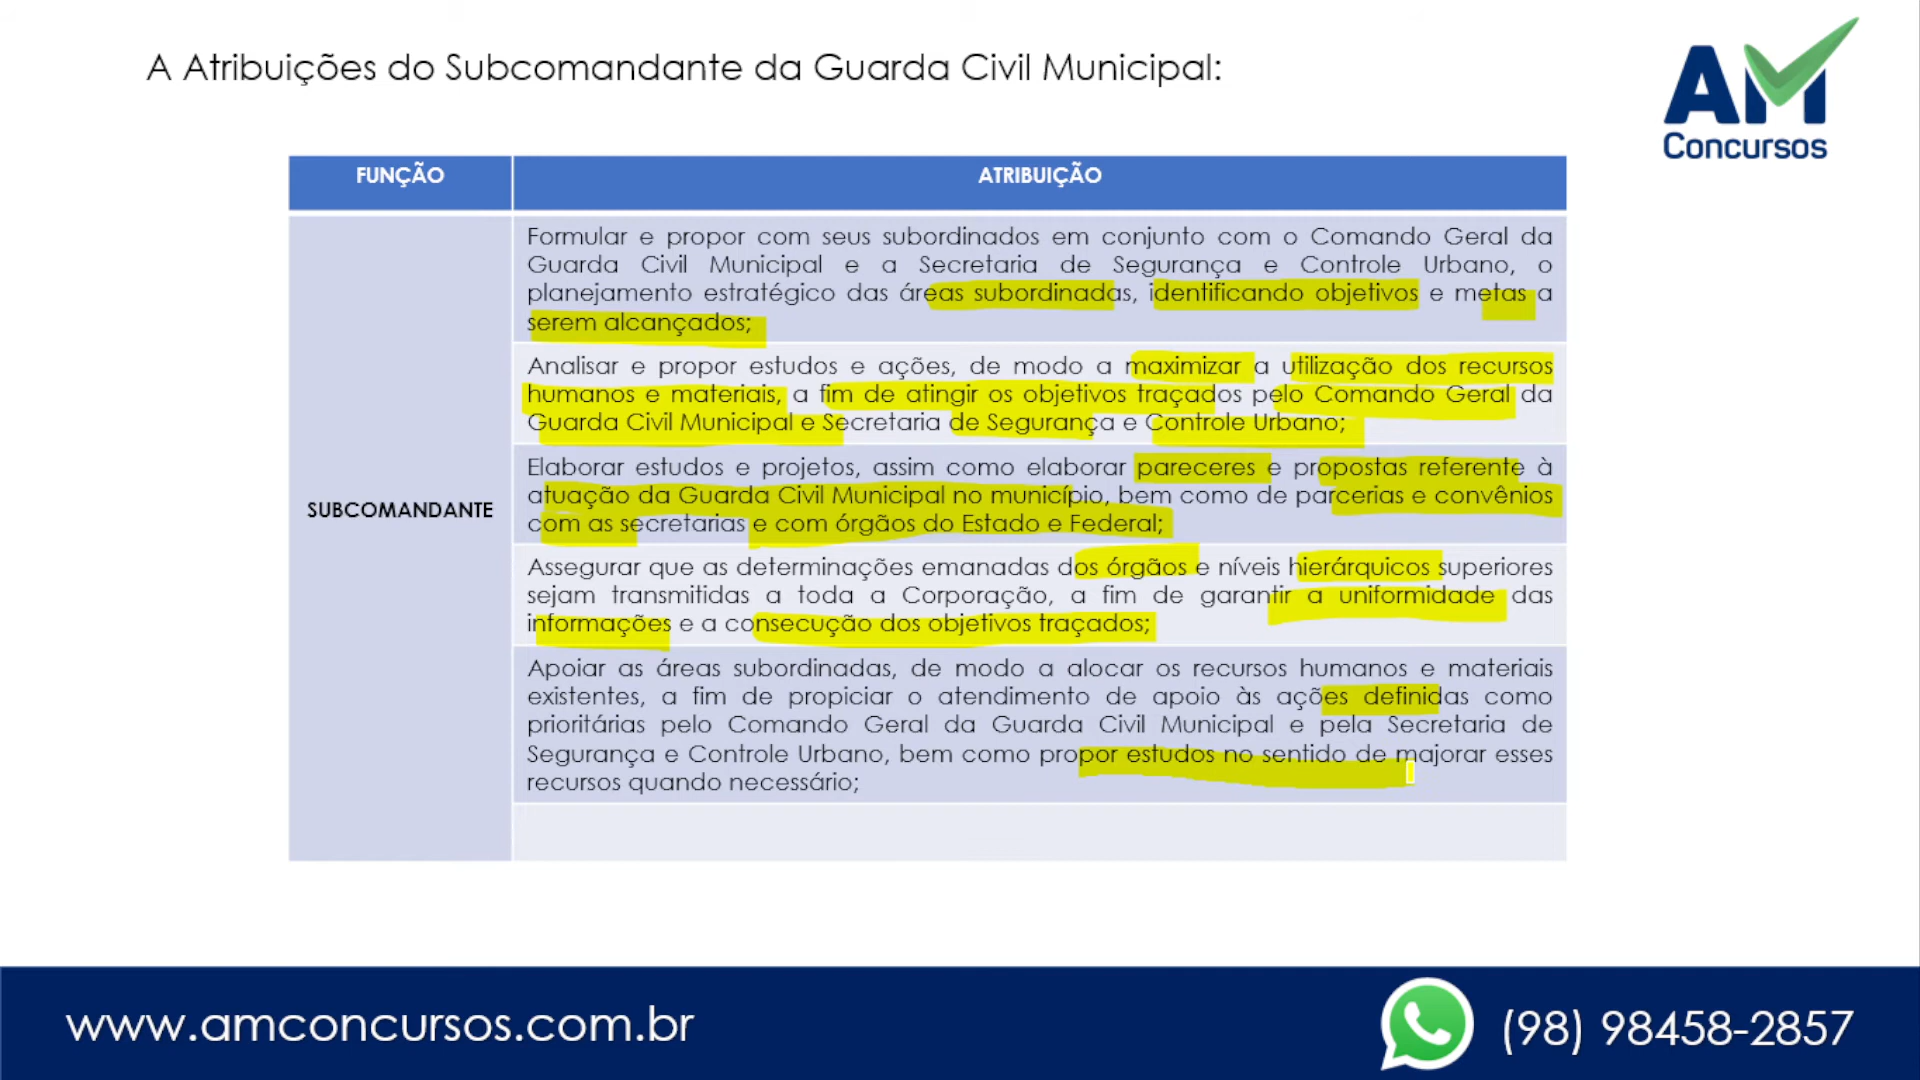 A Atribuições do Subcomandante da Guarda Civil Municipal:
AM
Concursos
FUNÇÃO
ATRIBUIÇÃO
SUBCOMANDANTE
Formular e propor com seus subordinados em conjunto com o Comando Geral da
Guarda Civil Municipal e a Secretaria de Segurança e Controle Urbano, o
planejamento estratégico das áreas subordinadas, identificando objetivos e metas a
serem alcançados;
Analisar e propor estudos e ações, de modo a maximizar a utilização dos recursos
humanos e materiais, a fim de atingir os objetivos traçados pelo Comando Geral da
Guarda Civil Municipal e Secretaria de Segurança e Controle Urbano;
Elaborar estudos e projetos, assim como elaborar pareceres e propostas referente à
atuação da Guarda Civil Municipal no município, bem como de parcerias e convênios
com as secretarias e com órgãos do Estado e Federal;
Assegurar que as determinações emanadas dos órgãos e níveis hierárquicos superiores
sejam transmitidas a toda a Corporação, a fim de garantir a uniformidade das
informações e a consecução dos objetivos traçados;
Apoiar as áreas subordinadas, de modo a alocar os recursos humanos e materiais
existentes, a fim de propiciar o atendimento de apoio às ações definidas como
prioritárias pelo Comando Geral da Guarda Civil Municipal e pela Secretaria de
Segurança e Controle Urbano, bem como propor estudos no sentido de majorar esses
recursos quando necessário;
www.amconcursos.com.br
(98) 98458-2857